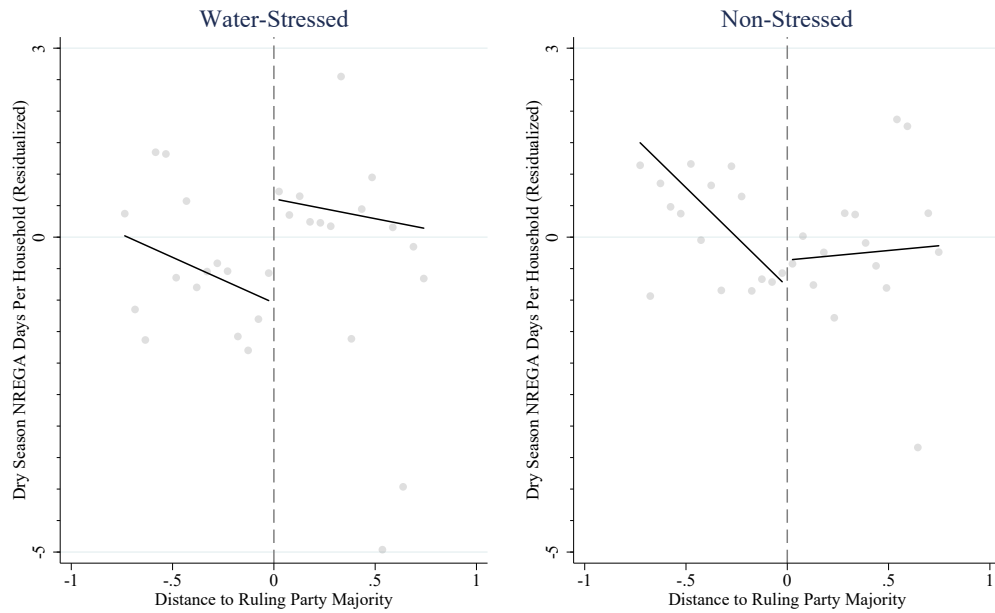 Water-Stressed
Dry Season NREGA Days Per Household (Residualized)
3
0
-5
-1
-.5
0
.5
1
Distance to Ruling Party Majority
Non-Stressed
Dry Season NREGA Days Per Household (Residualized)
3
0
-5
-1
-.5
0
.5
1
Distance to Ruling Party Majority